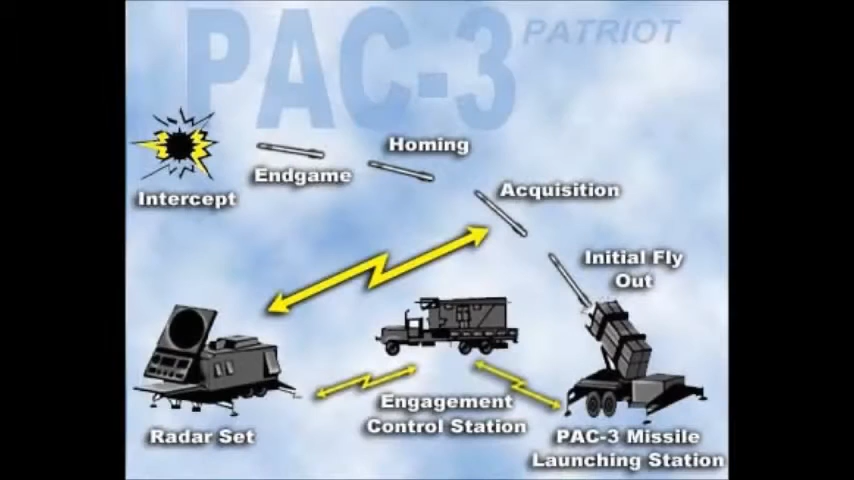 PAC-3 PATRIOT
Homing
Endgame
Intercept
Acquisition
Initial Fly
Out
Engagement
Control Station
Radar Set
PAC-3 Missile
Launching Station